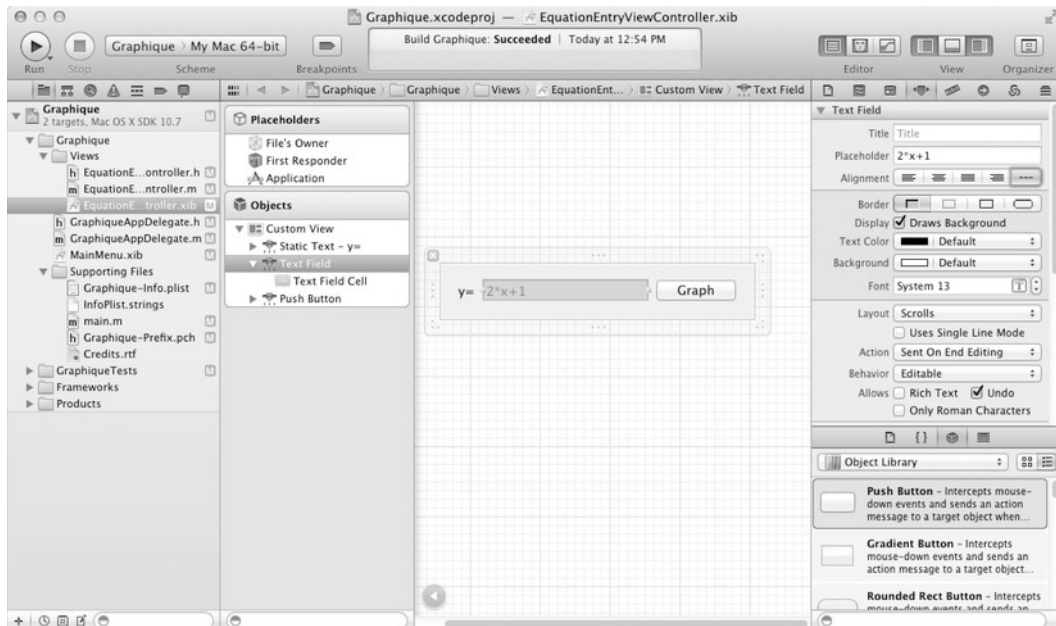 Graphique.xcodeproj — EquationEntryViewController.xib
Run
Stop
Graphique 〉 My Mac 64-bit
Scheme
Breakpoints
Build Graphique: Succeeded | Today at 12:54 PM
Editor
View
Organizer
Graphique
2 targets, Mac OS X SDK 10.7
Graphique
Views
EquationE...ontroller.h
EquationE...ntroller.m
EquationE...troller.xib
GraphiqueAppDelegate.h
GraphiqueAppDelegate.m
MainMenu.xib
Supporting Files
Graphique-Info.plist
InfoPlist.strings
main.m
Graphique-Prefix.pch
Credits.rtf
GraphiqueTests
Frameworks
Products
Graphique 〉 Graphique 〉 Views 〉 EquationEnt... 〉 Custom View 〉 Text Field
Placeholders
File's Owner
First Responder
Application
Objects
Custom View
Static Text - y=
Text Field
Text Field Cell
Push Button
y= 2*x+1 Graph
Text Field
Title Title
Placeholder 2*x+1
Alignment
Border
Display Draws Background
Text Color Default
Background Default
Font System 13
Layout Scrolls
Uses Single Line Mode
Action Sent On End Editing
Behavior Editable
Allows Rich Text Undo
Only Roman Characters
Object Library
Push Button - Intercepts mouse-
down events and sends an action
message to a target object when...
Gradient Button - Intercepts
mouse-down events and sends an
action message to a target object...
Rounded Rect Button - Intercepts
mouse-down events and sends an